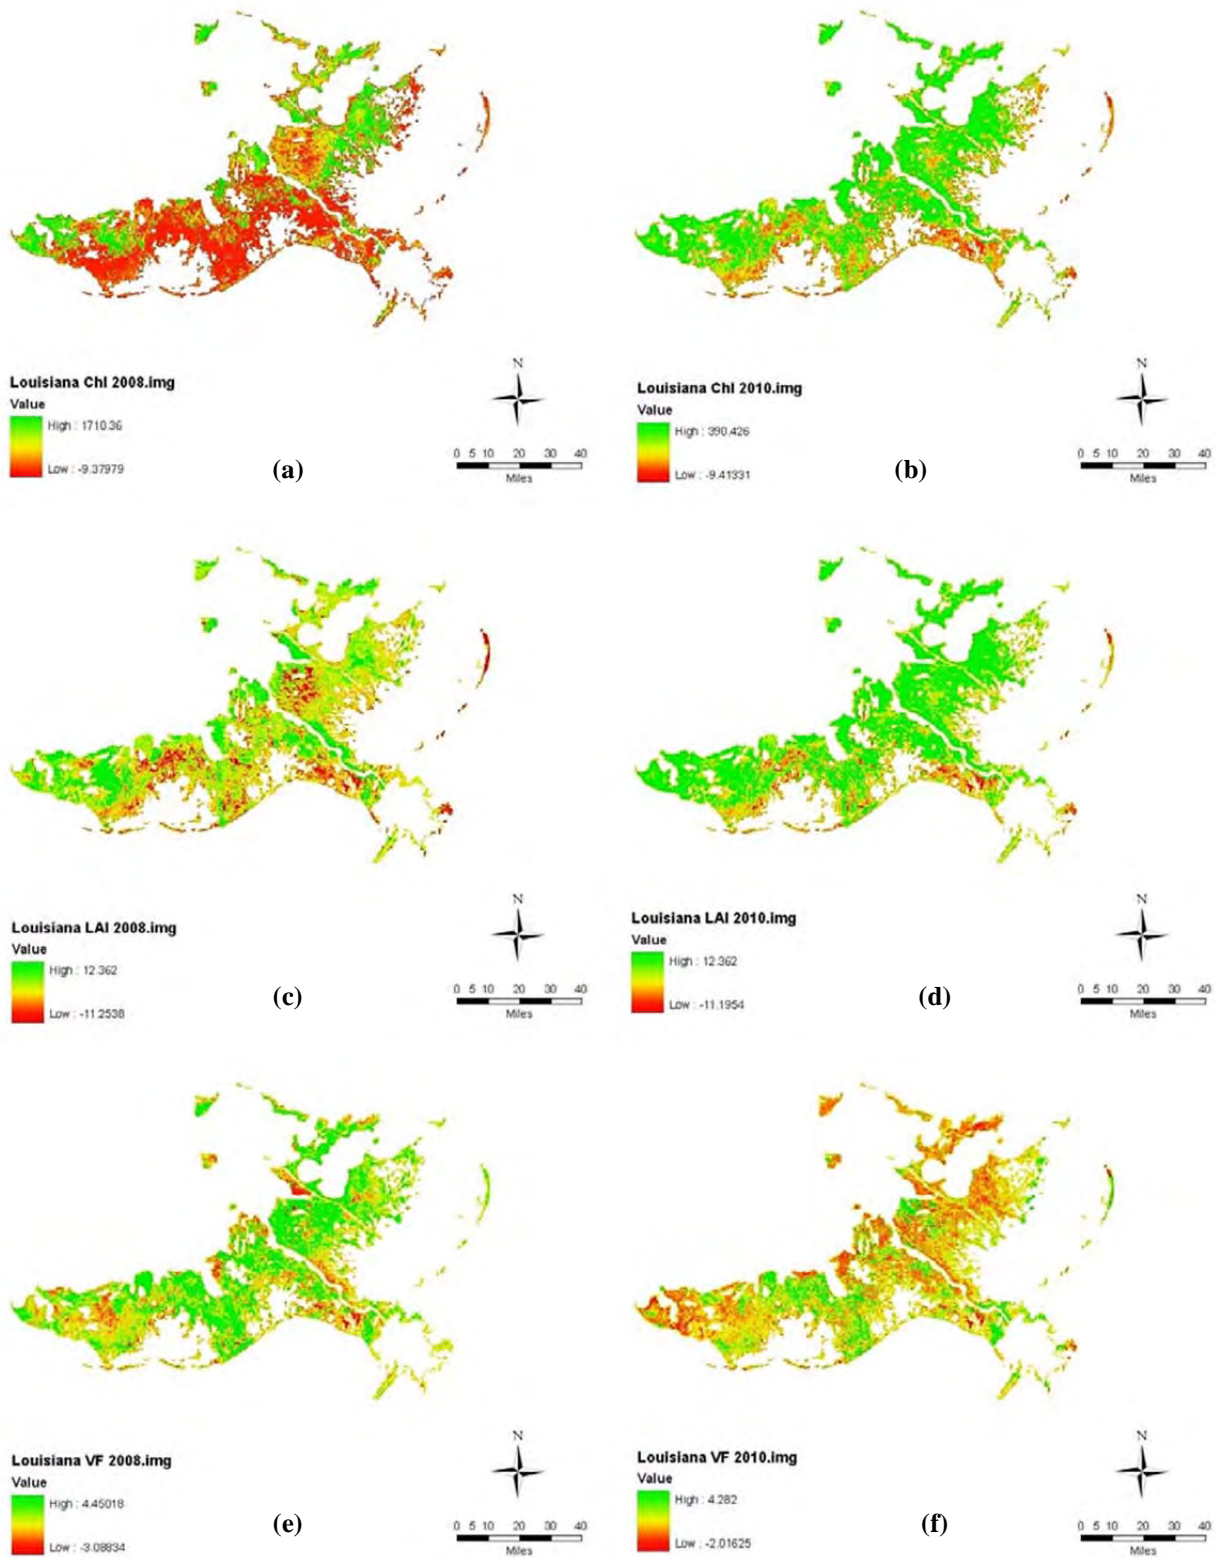 N
Louisiana Chl 2008.img
Value
High : 1710.36
Low : -9.37979
(a)
0 5 10 20 30 40
Miles
N
Louisiana Chl 2010.img
Value
High : 390.426
Low : -9.41331
(b)
0 5 10 20 30 40
Miles
N
Louisiana LAI 2008.img
Value
High : 12.362
Low : -11.2538
(c)
0 5 10 20 30 40
Miles
N
Louisiana LAI 2010.img
Value
High : 12.362
Low : -11.1954
(d)
0 5 10 20 30 40
Miles
N
Louisiana VF 2008.img
Value
High : 4.45018
Low : -3.08834
(e)
0 5 10 20 30 40
Miles
N
Louisiana VF 2010.img
Value
High : 4.282
Low : -2.01625
(f)
0 5 10 20 30 40
Miles